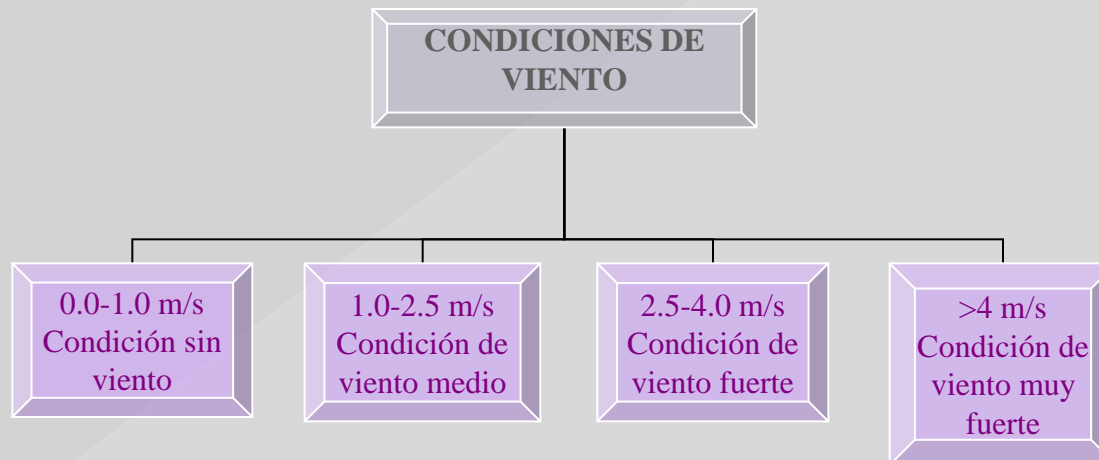 CONDICIONES DE
VIENTO
0.0-1.0 m/s
Condición sin
viento
1.0-2.5 m/s
Condición de
viento medio
2.5-4.0 m/s
Condición de
viento fuerte
>4 m/s
Condición de
viento muy
fuerte